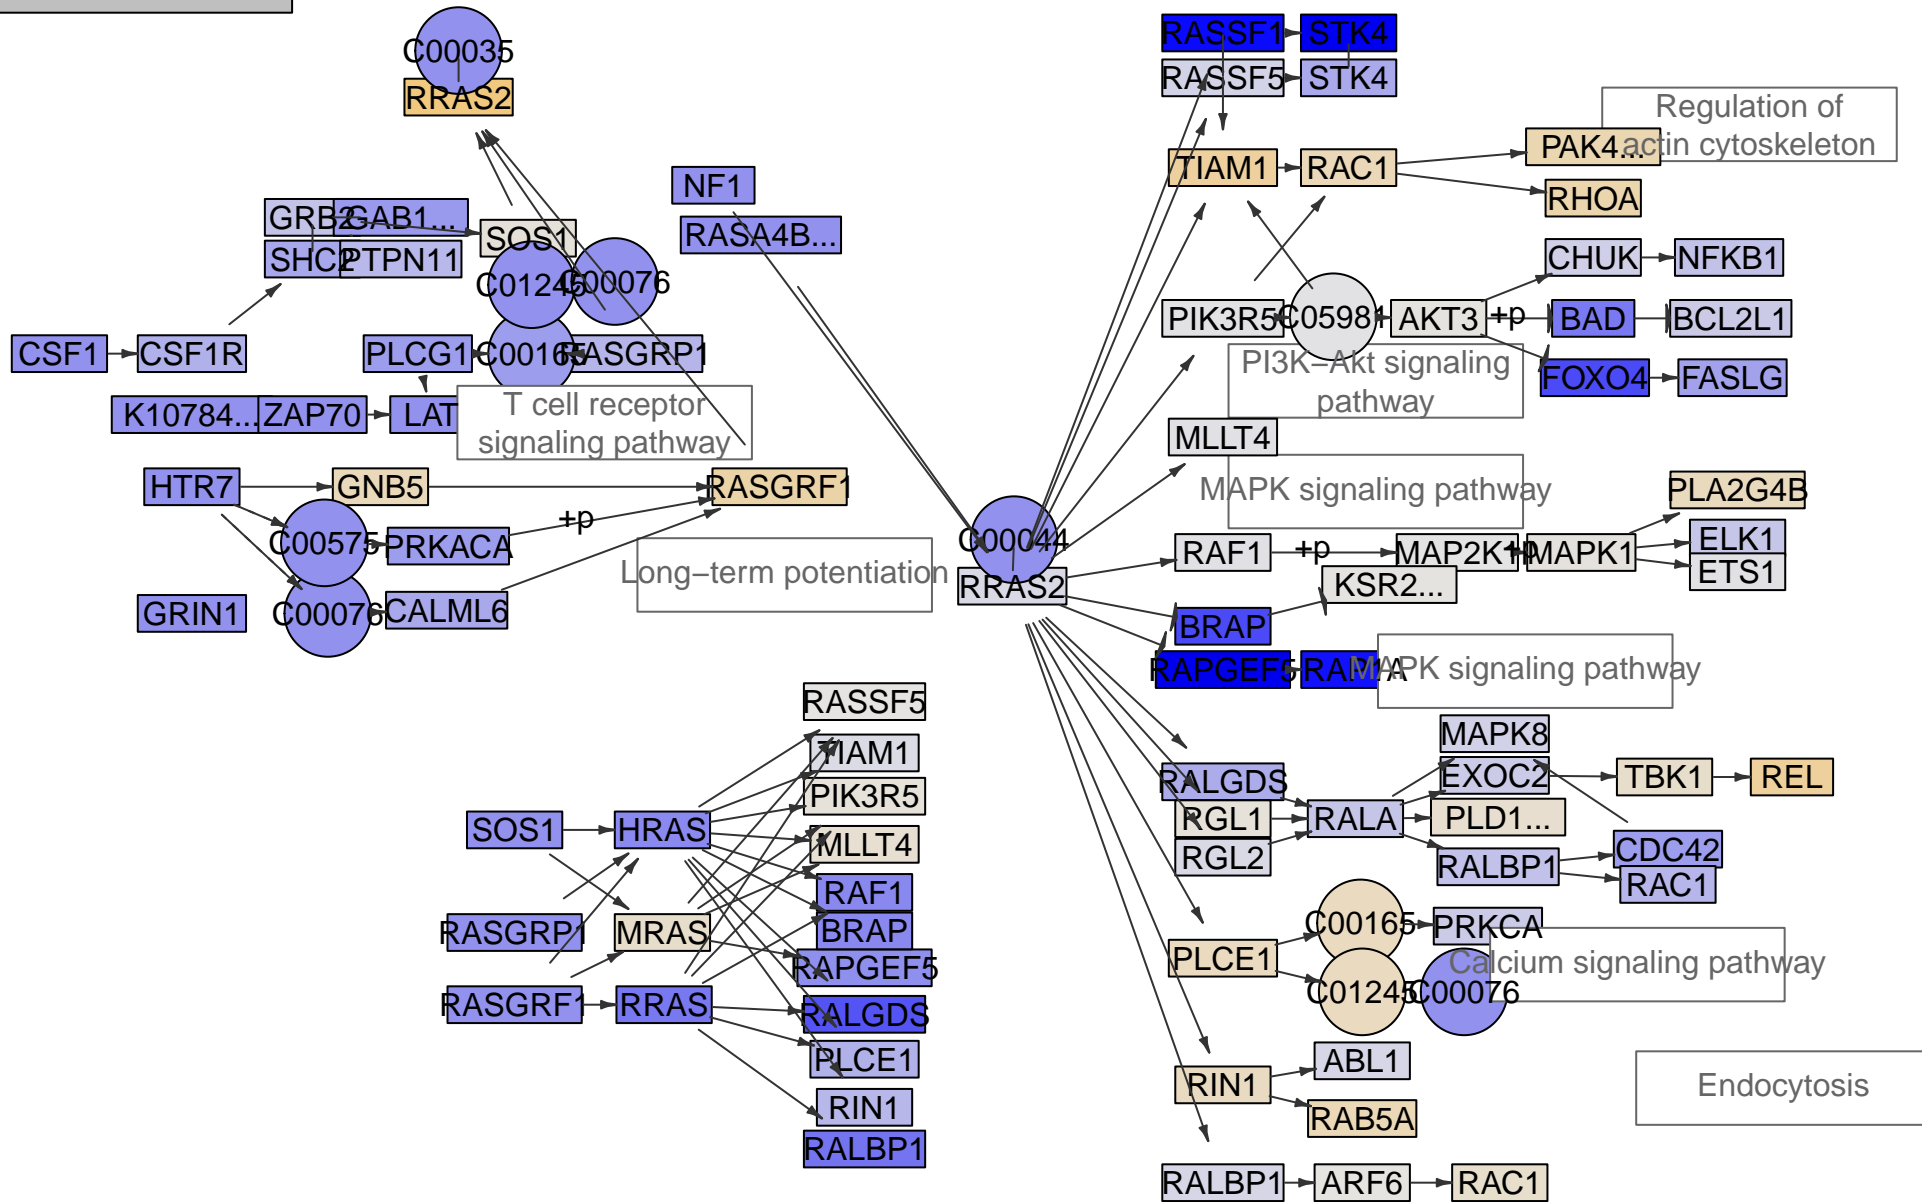 C00035
RRAS2
NF1
RASA4B...
GRB2
GAB1...
SHC2
PTPN11
SOS1
C01245
C00076
CSF1
CSF1R
PLCG1
C00165
RASGRP1
K10784...
ZAP70
LAT
T cell receptor
signaling pathway
HTR7
GNB5
RASGRF1
C00575
PRKACA
+p
GRIN1
C00076
CALML6
Long−term potentiation
C00044
RRAS2
RASSF1
STK4
RASSF5
STK4
Regulation of
actin cytoskeleton
TIAM1
RAC1
PAK4...
RHOA
PIK3R5
C05981
AKT3
+p
CHUK
NFKB1
BAD
BCL2L1
FOXO4
FASLG
PI3K−Akt signaling
pathway
MLLT4
MAPK signaling pathway
RAF1
+p
MAP2K1
+p
MAPK1
PLA2G4B
ELK1
ETS1
KSR2...
BRAP
RAPGEF5
RAP1A
MAPK signaling pathway
RASSF5
TIAM1
PIK3R5
MLLT4
RAF1
BRAP
RAPGEF5
RALGDS
PLCE1
RIN1
RALBP1
SOS1
HRAS
RASGRP1
MRAS
RASGRF1
RRAS
RALGDS
RGL1
RGL2
RALA
MAPK8
EXOC2
TBK1
REL
PLD1...
RALBP1
CDC42
RAC1
PLCE1
C00165
PRKCA
C01245
C00076
Calcium signaling pathway
RIN1
ABL1
RAB5A
Endocytosis
RALBP1
ARF6
RAC1